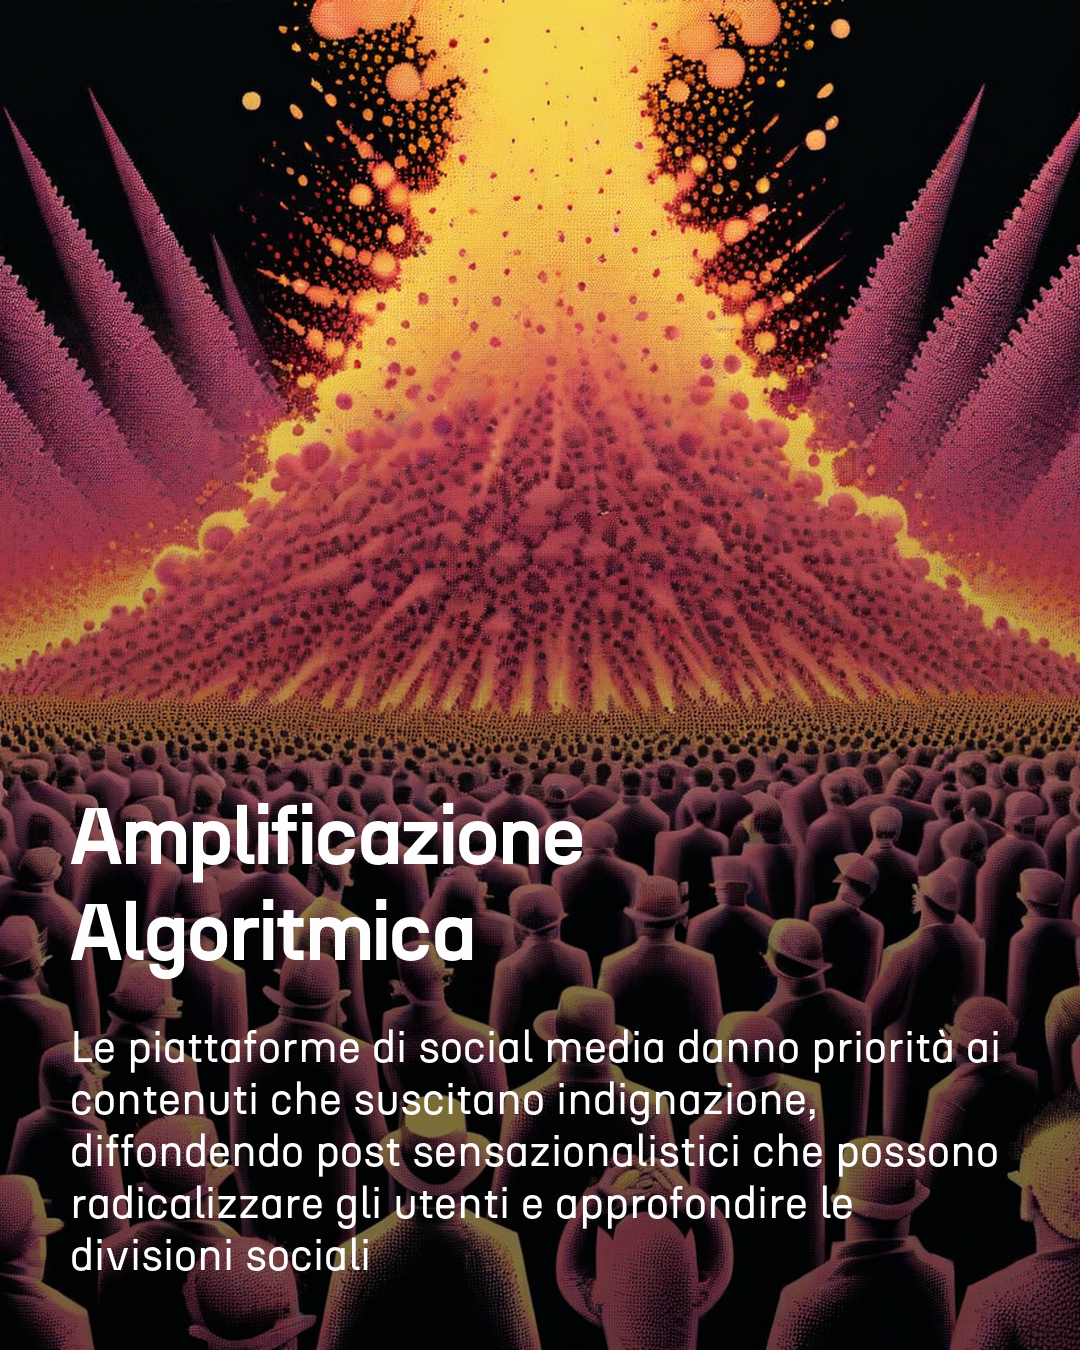 Amplificazione
Algoritmica
Le piattaforme di social media danno priorità ai
contenuti che suscitano indignazione,
diffondendo post sensazionalistici che possono
radicalizzare gli utenti e approfondire le
divisioni sociali